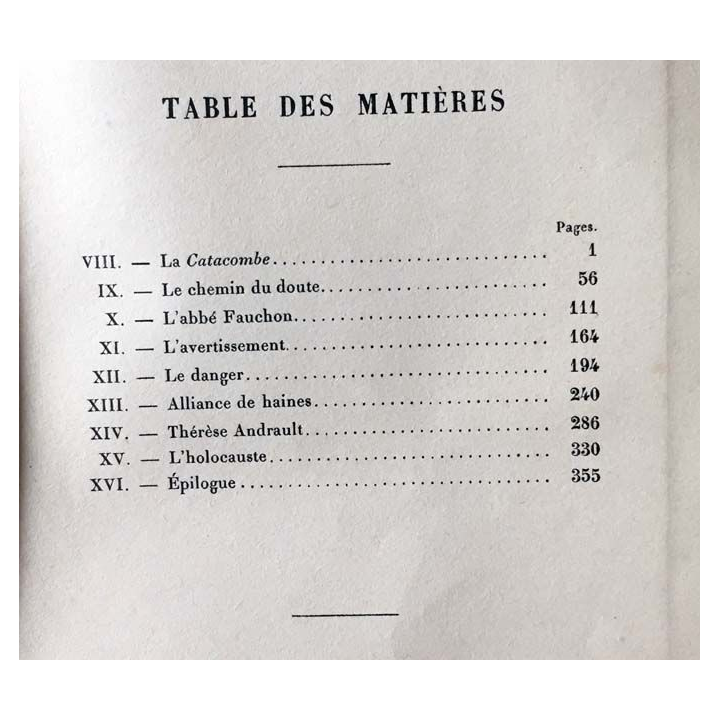 TABLE DES MATIÈRES
Pages.
VIII. — La Catacombe............................. 1
IX. — Le chemin du doute........................ 56
X. — L'abbé Fauchon........................... 111
XI. — L'avertissement........................... 164
XII. — Le danger............................... 194
XIII. — Alliance de haines........................ 240
XIV. — Thérèse Andrault......................... 286
XV. — L'holocauste............................. 330
XVI. — Épilogue................................ 355